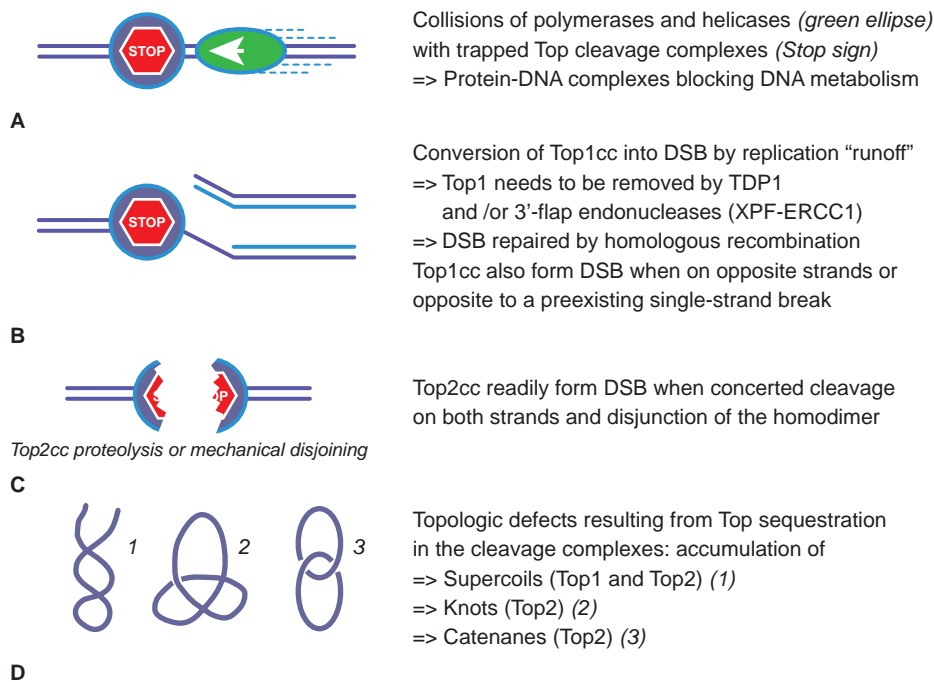 STOP
Collisions of polymerases and helicases (green ellipse)
with trapped Top cleavage complexes (Stop sign)
=> Protein-DNA complexes blocking DNA metabolism
A
STOP
Conversion of Top1cc into DSB by replication “runoff”
=> Top1 needs to be removed by TDP1
and /or 3'-flap endonucleases (XPF-ERCC1)
=> DSB repaired by homologous recombination
Top1cc also form DSB when on opposite strands or
opposite to a preexisting single-strand break
B
Top2cc readily form DSB when concerted cleavage
on both strands and disjunction of the homodimer
Top2cc proteolysis or mechanical disjoining
C
1 2 3
Topologic defects resulting from Top sequestration
in the cleavage complexes: accumulation of
=> Supercoils (Top1 and Top2) (1)
=> Knots (Top2) (2)
=> Catenanes (Top2) (3)
D